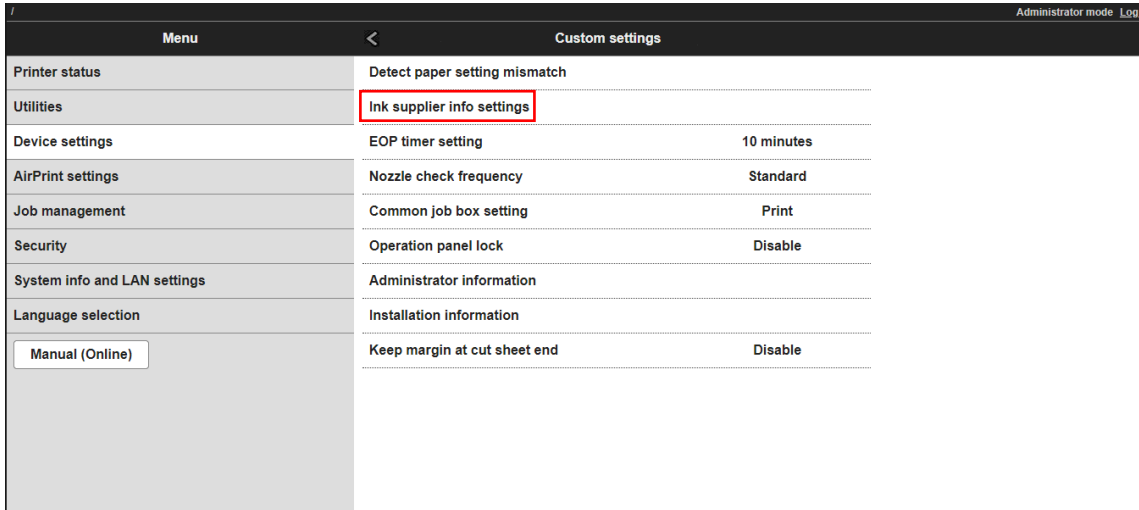 / Administrator mode Log
Menu < Custom settings
Printer status
Utilities
Device settings
AirPrint settings
Job management
Security
System info and LAN settings
Language selection
Manual (Online)
Detect paper setting mismatch
Ink supplier info settings
EOP timer setting 10 minutes
Nozzle check frequency Standard
Common job box setting Print
Operation panel lock Disable
Administrator information
Installation information
Keep margin at cut sheet end Disable